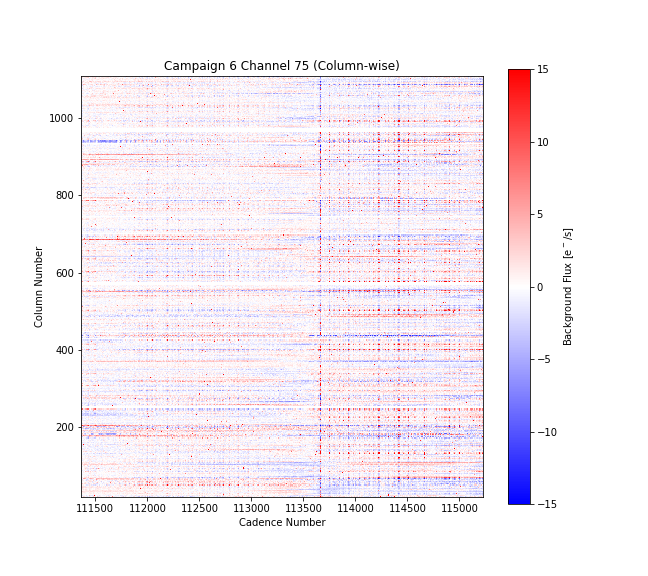 Campaign 6 Channel 75 (Column-wise)
1000
800
600
400
200
Column Number
111500 112000 112500 113000 113500 114000 114500 115000
Cadence Number
15
10
5
0
−5
−10
−15
Background Flux [e⁻/s]